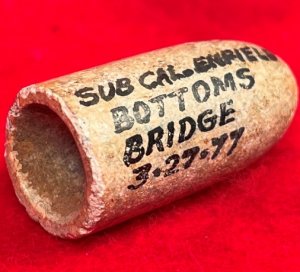 SUB CAL. ENFIELD
BOTTOMS
BRIDGE
3-27-77